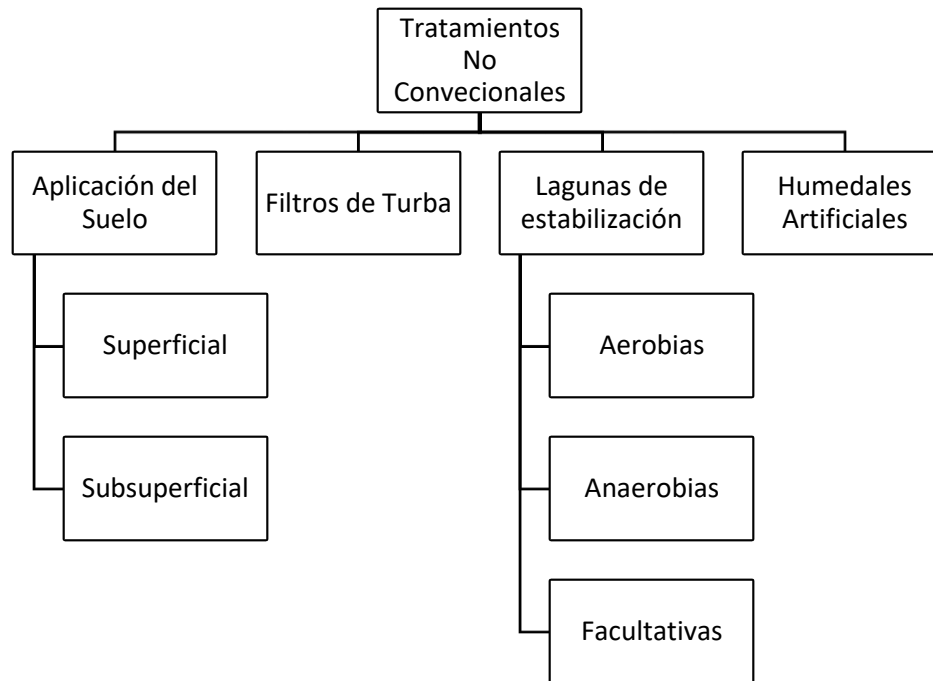 Tratamientos
No
Convecionales
Aplicación del
Suelo
Filtros de Turba
Lagunas de
estabilización
Humedales
Artificiales
Superficial
Subsuperficial
Aerobias
Anaerobias
Facultativas